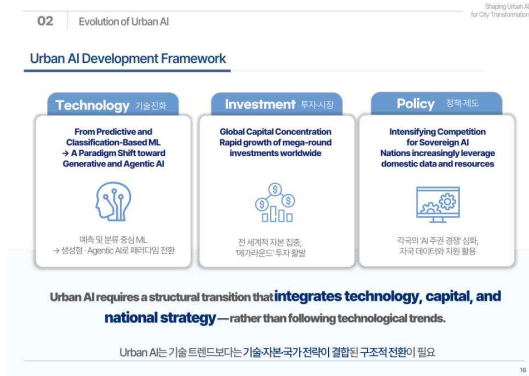 Shaping Urban AI
for City Transformation
02 Evolution of Urban AI
Urban AI Development Framework
Technology 기술진화
From Predictive and
Classification-Based ML
→ A Paradigm Shift toward
Generative and Agentic AI
예측 및 분류 중심 ML
→ 생성형·Agentic AI로 패러다임 전환
Investment 투자·시장
Global Capital Concentration
Rapid growth of mega-round
investments worldwide
전 세계적 자본 집중,
'메가라운드' 투자 활발
Policy 정책·제도
Intensifying Competition
for Sovereign AI
Nations increasingly leverage
domestic data and resources
각국의 'AI 주권 경쟁' 심화,
자국 데이터와 자원 활용
Urban AI requires a structural transition that integrates technology, capital, and
national strategy — rather than following technological trends.
Urban AI는 기술 트렌드보다는 기술·자본·국가 전략이 결합된 구조적 전환이 필요
16